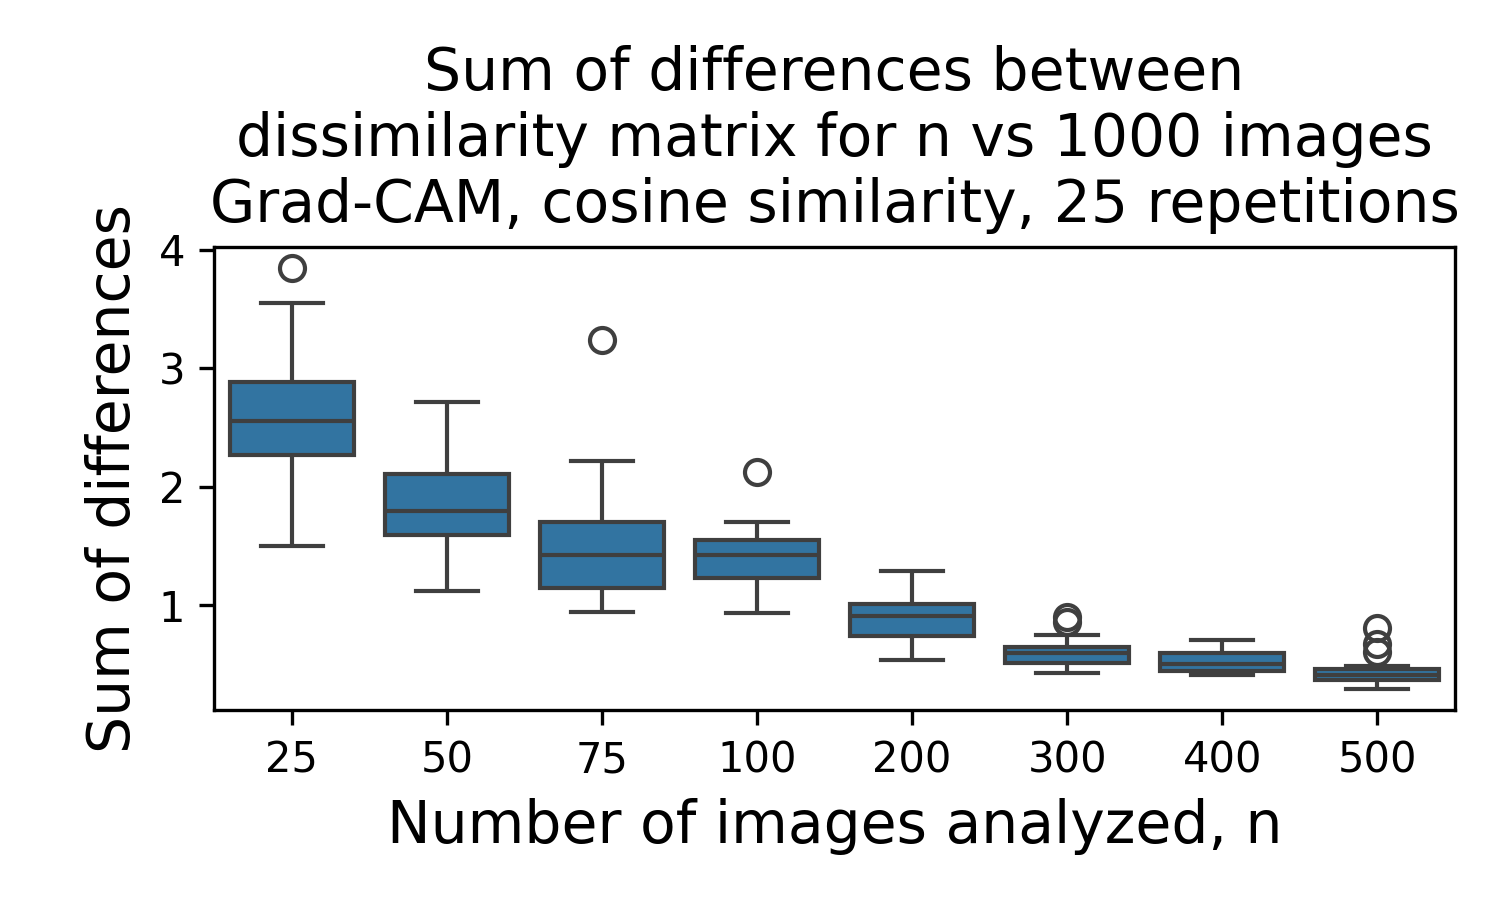 Sum of differences between
dissimilarity matrix for n vs 1000 images
Grad-CAM, cosine similarity, 25 repetitions
Sum of differences
4
3
2
1
25 50 75 100 200 300 400 500
Number of images analyzed, n